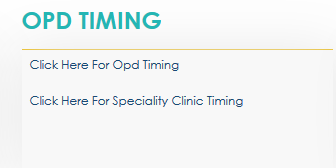 OPD TIMING
Click Here For Opd Timing
Click Here For Speciality Clinic Timing